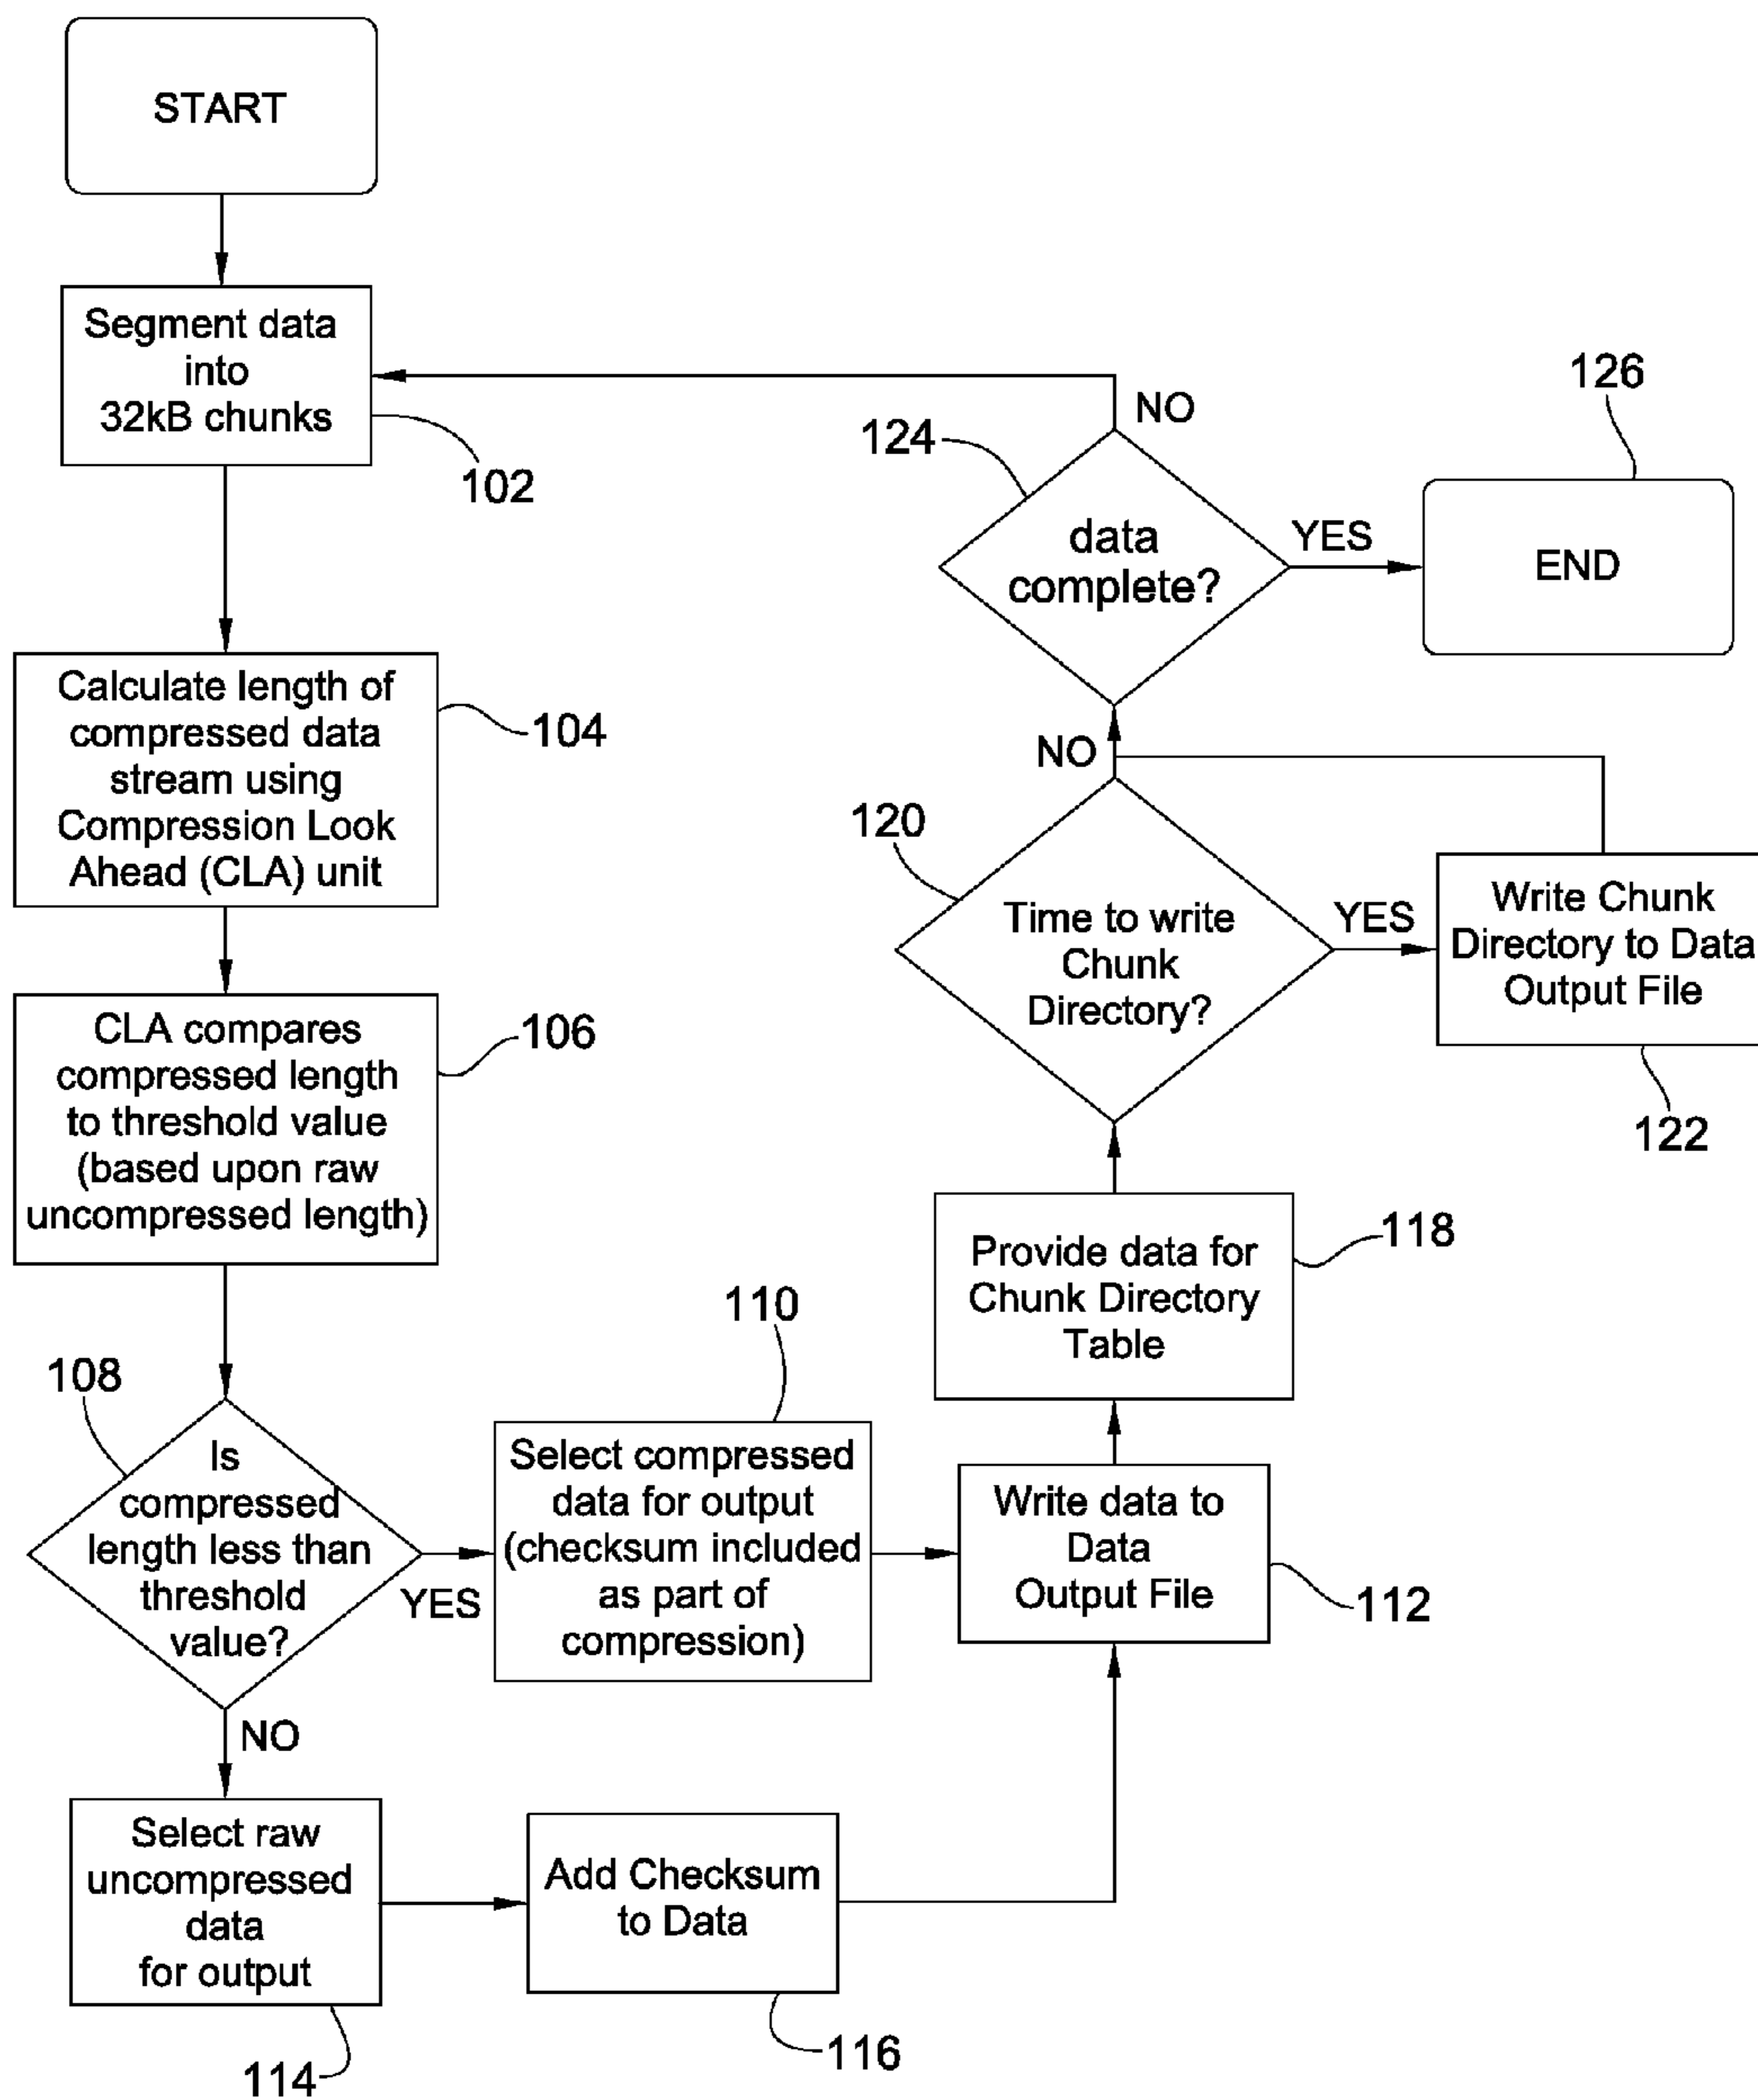 START
Segment data
into
32kB chunks
102
Calculate length of
compressed data
stream using
Compression Look
Ahead (CLA) unit
104
CLA compares
compressed length
to threshold value
(based upon raw
uncompressed length)
106
108
Is
compressed
length less than
threshold
value?
YES
NO
110
Select compressed
data for output
(checksum included
as part of
compression)
Write data to
Data
Output File
112
Select raw
uncompressed
data
for output
114
Add Checksum
to Data
116
Provide data for
Chunk Directory
Table
118
120
Time to write
Chunk
Directory?
YES
NO
Write Chunk
Directory to Data
Output File
122
124
data
complete?
NO
YES
126
END